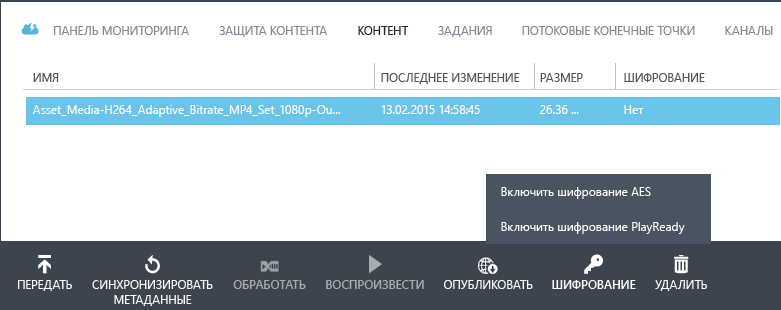 ПАНЕЛЬ МОНИТОРИНГА ЗАЩИТА КОНТЕНТА КОНТЕНТ ЗАДАНИЯ ПОТОКОВЫЕ КОНЕЧНЫЕ ТОЧКИ КАНАЛЫ
ИМЯ ПОСЛЕДНЕЕ ИЗМЕНЕНИЕ РАЗМЕР ШИФРОВАНИЕ
Asset_Media-H264_Adaptive_Bitrate_MP4_Set_1080p-Ou... 13.02.2015 14:58:45 26.36 ... Нет
Включить шифрование AES
Включить шифрование PlayReady
ПЕРЕДАТЬ СИНХРОНИЗИРОВАТЬ ОБРАБОТАТЬ ВОСПРОИЗВЕСТИ ОПУБЛИКОВАТЬ ШИФРОВАНИЕ УДАЛИТЬ
МЕТАДАННЫЕ